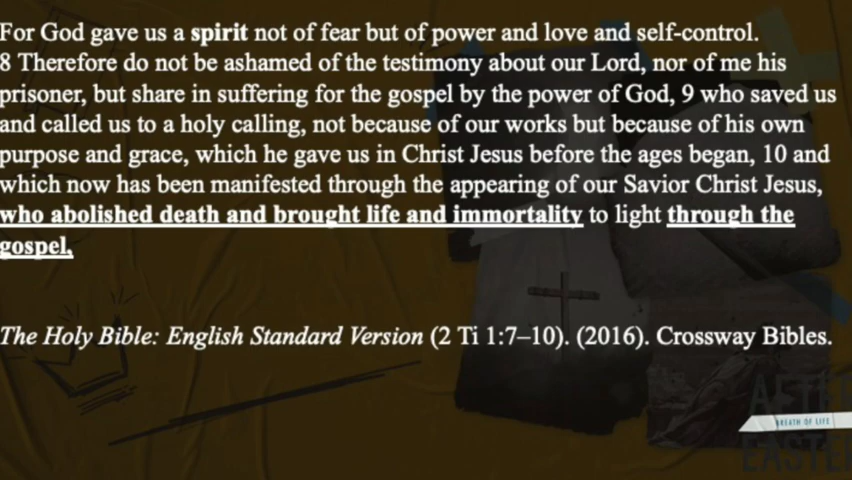 For God gave us a spirit not of fear but of power and love and self-control.
8 Therefore do not be ashamed of the testimony about our Lord, nor of me his
prisoner, but share in suffering for the gospel by the power of God, 9 who saved us
and called us to a holy calling, not because of our works but because of his own
purpose and grace, which he gave us in Christ Jesus before the ages began, 10 and
which now has been manifested through the appearing of our Savior Christ Jesus,
who abolished death and brought life and immortality to light through the
gospel,
The Holy Bible: English Standard Version (2 Ti 1:7–10). (2016). Crossway Bibles.
AFTER
BREATH OF LIFE
EASTER